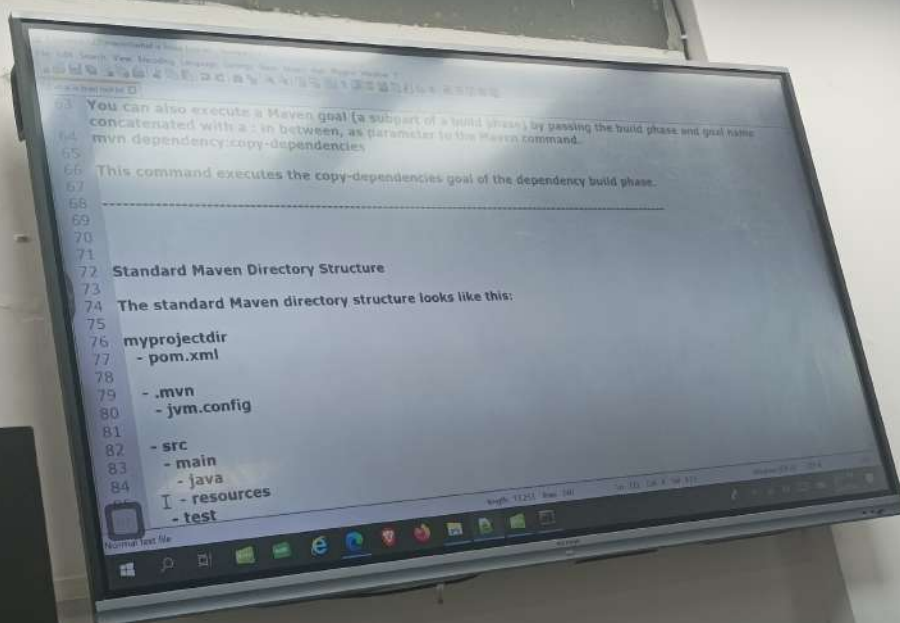 63 You can also execute a Maven goal (a subpart of a build phase) by passing the build phase and goal name
concatenated with a : in between, as parameter to the Maven command.
64 mvn dependency:copy-dependencies
65
66 This command executes the copy-dependencies goal of the dependency build phase.
67
68 --------------------------------------------------------------------------------
69
70
71
72 Standard Maven Directory Structure
73
74 The standard Maven directory structure looks like this:
75
76 myprojectdir
77 - pom.xml
78
79 - .mvn
80 - jvm.config
81
82 - src
83 - main
84 - java
- resources
- test
Normal text file